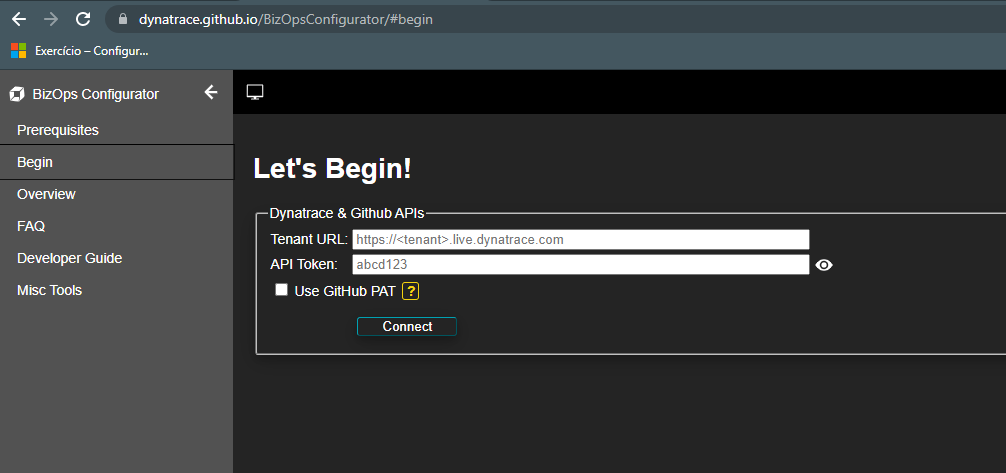 dynatrace.github.io/BizOpsConfigurator/#begin
Exercício – Configur...
BizOps Configurator
Prerequisites
Begin
Overview
FAQ
Developer Guide
Misc Tools
Let's Begin!
Dynatrace & Github APIs
Tenant URL: https://<tenant>.live.dynatrace.com
API Token: abcd123
Use GitHub PAT ?
Connect